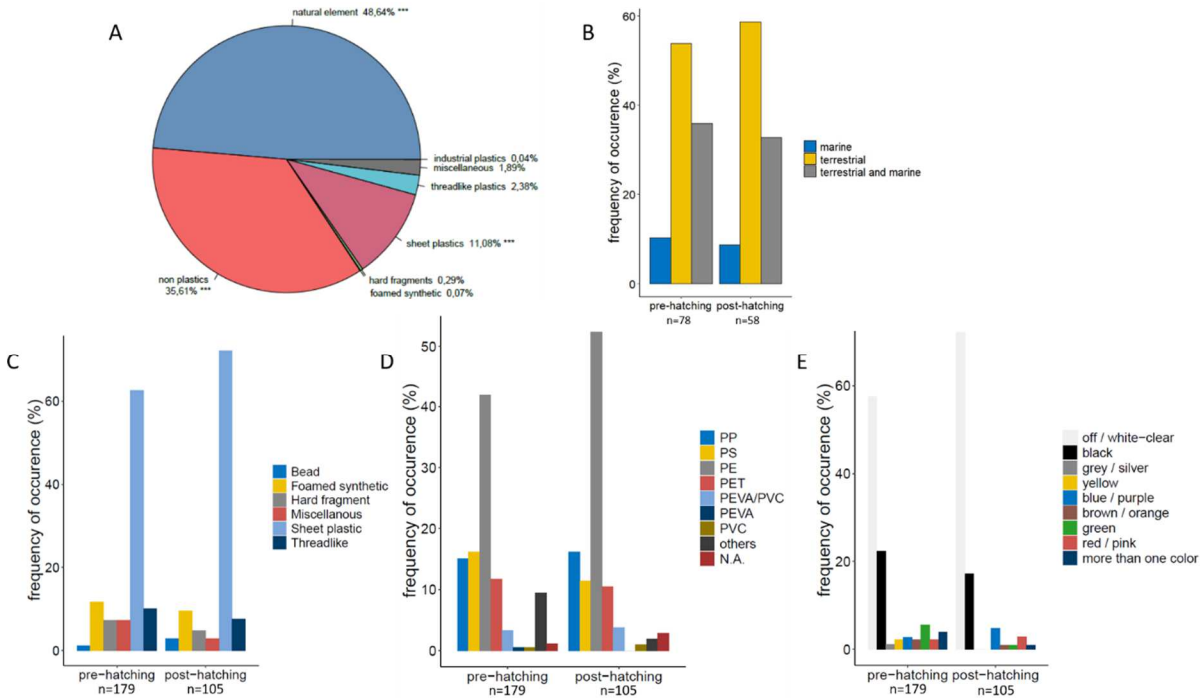 A
natural element 48,64% ***
industrial plastics 0,04%
miscellaneous 1,89%
threadlike plastics 2,38%
sheet plastics 11,08% ***
hard fragments 0,29%
foamed synthetic 0,07%
non plastics
35,61% ***
B
frequency of occurence (%)
60
40
20
0
pre-hatching
n=78
post-hatching
n=58
marine
terrestrial
terrestrial and marine
C
frequency of occurence (%)
60
40
20
0
pre-hatching
n=179
post-hatching
n=105
Bead
Foamed synthetic
Hard fragment
Miscellanous
Sheet plastic
Threadlike
D
frequency of occurence (%)
50
40
30
20
10
0
pre-hatching
n=179
post-hatching
n=105
PP
PS
PE
PET
PEVA/PVC
PEVA
PVC
others
N.A.
E
frequency of occurence (%)
60
40
20
0
pre-hatching
n=179
post-hatching
n=105
off / white-clear
black
grey / silver
yellow
blue / purple
brown / orange
green
red / pink
more than one color